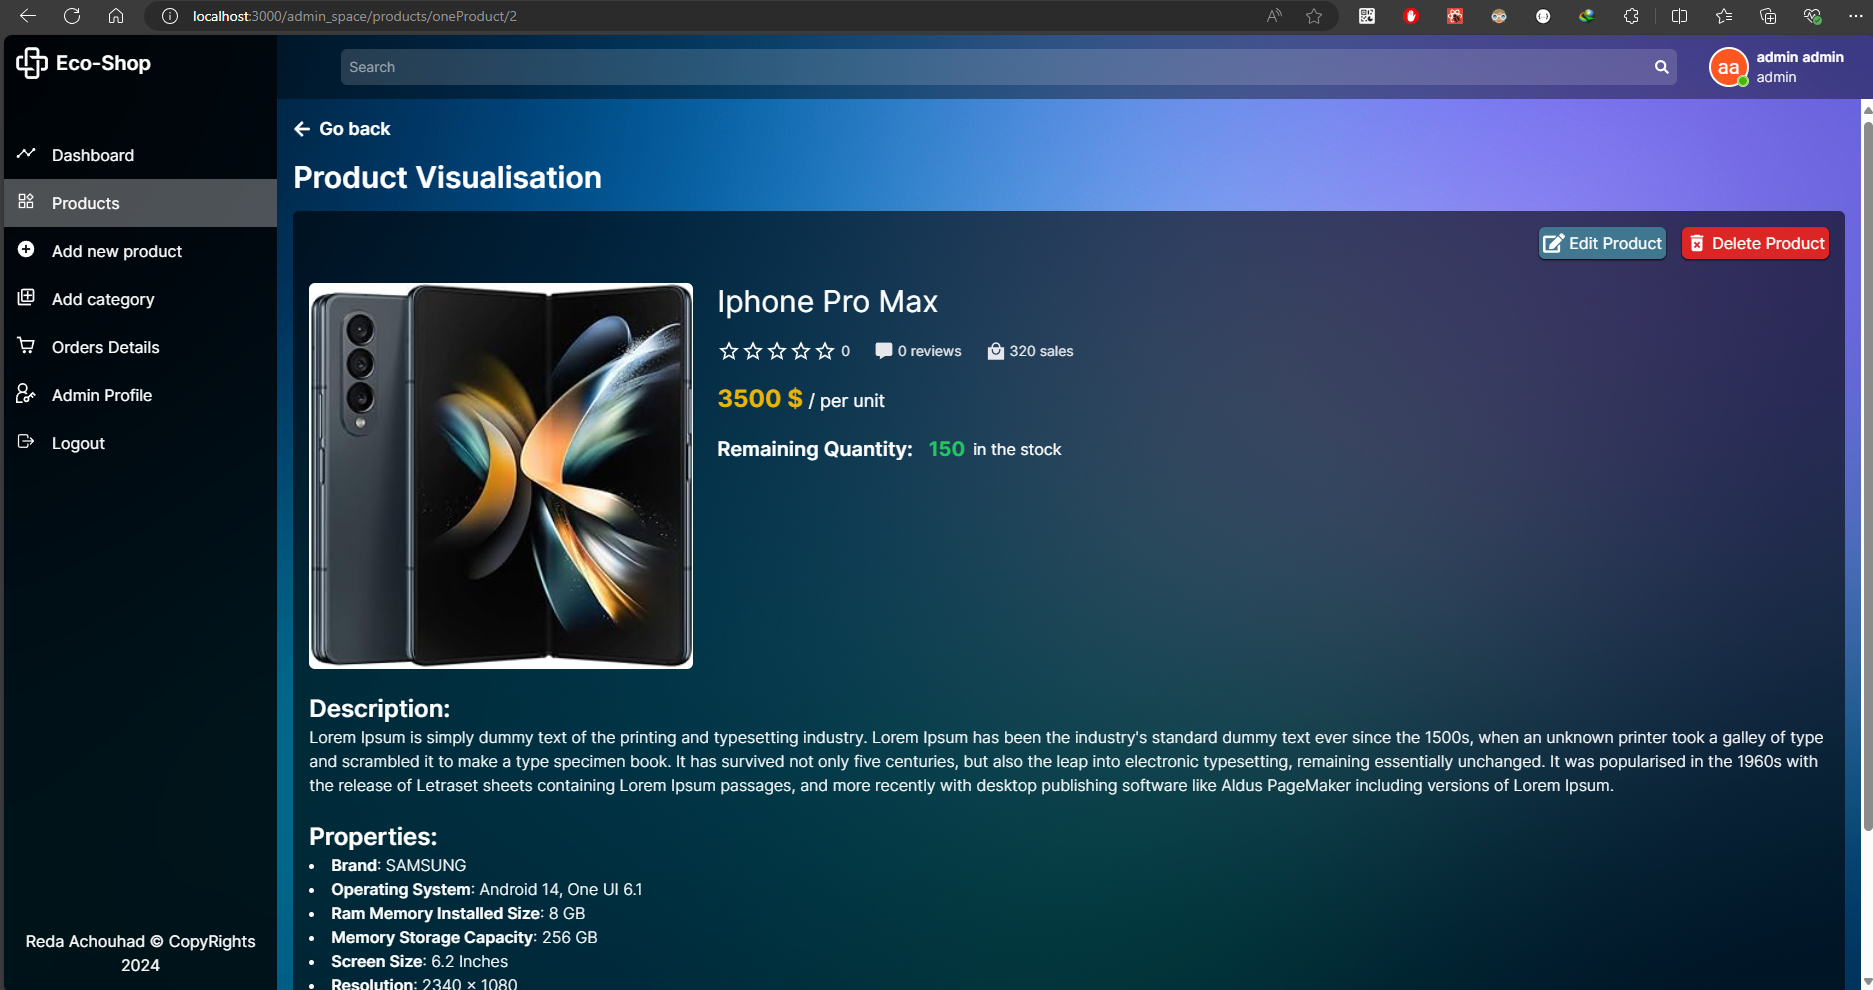 localhost:3000/admin_space/products/oneProduct/2
Eco-Shop
Search
aa
admin admin
admin
Dashboard
Products
Add new product
Add category
Orders Details
Admin Profile
Logout
Reda Achouhad © CopyRights
2024
Go back
Product Visualisation
Edit Product
Delete Product
Iphone Pro Max
0 0 reviews 320 sales
3500 $ / per unit
Remaining Quantity: 150 in the stock
Description:
Lorem Ipsum is simply dummy text of the printing and typesetting industry. Lorem Ipsum has been the industry's standard dummy text ever since the 1500s, when an unknown printer took a galley of type
and scrambled it to make a type specimen book. It has survived not only five centuries, but also the leap into electronic typesetting, remaining essentially unchanged. It was popularised in the 1960s with
the release of Letraset sheets containing Lorem Ipsum passages, and more recently with desktop publishing software like Aldus PageMaker including versions of Lorem Ipsum.
Properties:
• Brand: SAMSUNG
• Operating System: Android 14, One UI 6.1
• Ram Memory Installed Size: 8 GB
• Memory Storage Capacity: 256 GB
• Screen Size: 6.2 Inches
• Resolution: 2340 × 1080